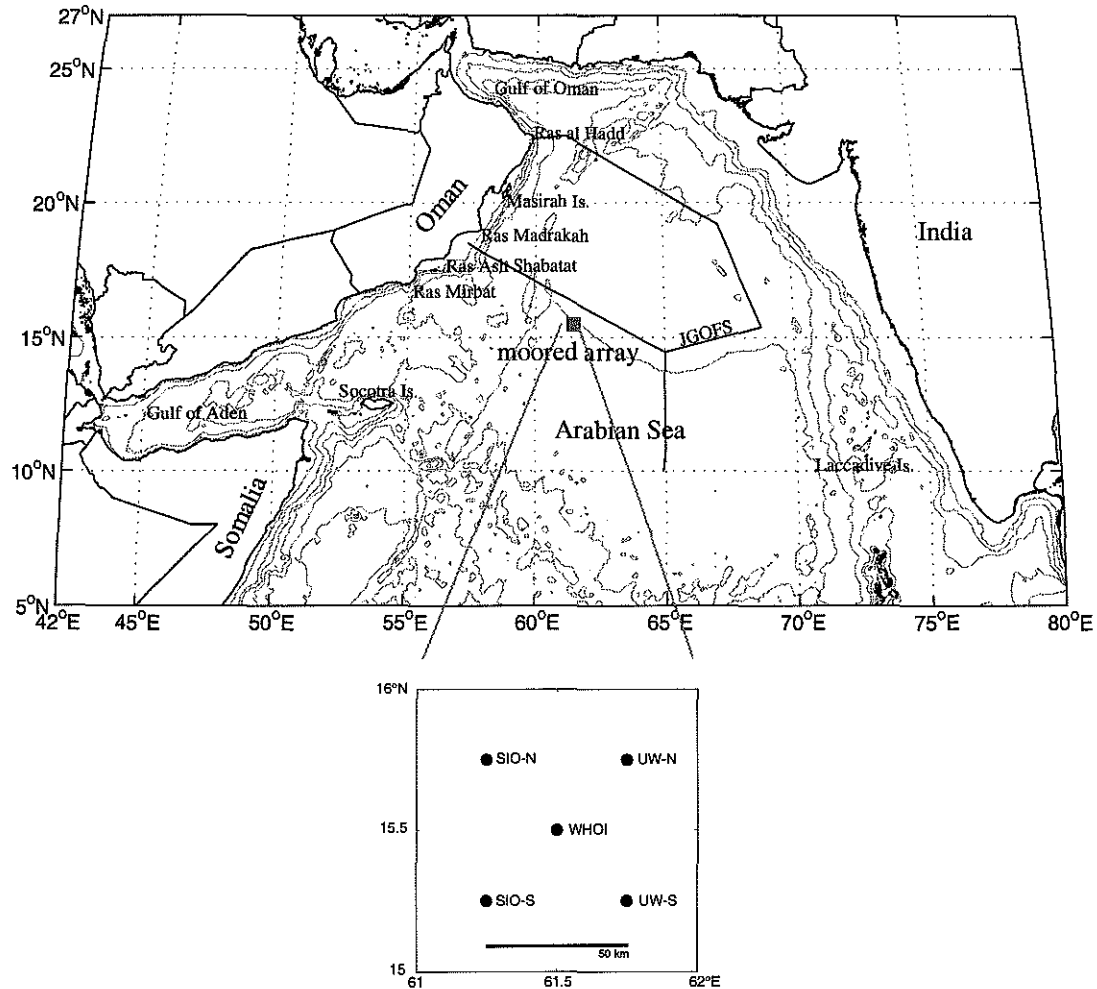 27°N
25°N
Gulf of Oman
Ras al Hadd
20°N
Oman
Masirah Is.
India
Ras Madrakah
Ras Ash Shabatat
Ras Mirbat
15°N
JGOFS
moored array
Socotra Is.
Gulf of Aden
Arabian Sea
10°N
Laccadive Is.
Somalia
5°N
42°E 45°E 50°E 55°E 60°E 65°E 70°E 75°E 80°E
16°N
SIO-N UW-N
15.5 WHOI
SIO-S UW-S
50 km
15
61 61.5 62°E